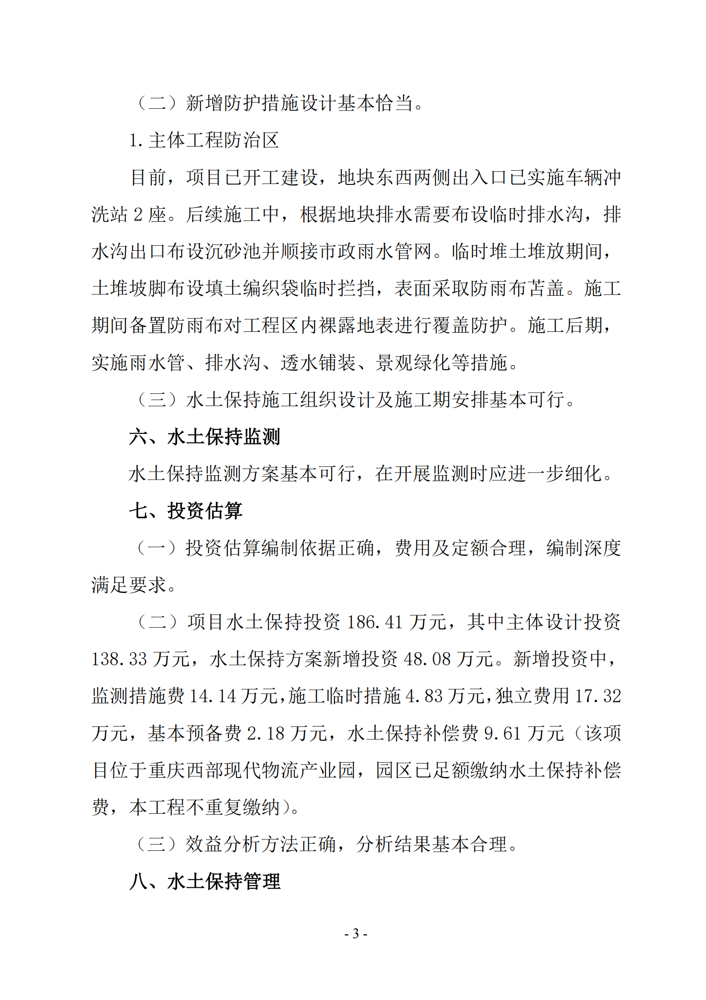 （二）新增防护措施设计基本恰当。
1.主体工程防治区
目前，项目已开工建设，地块东西两侧出入口已实施车辆冲
洗站 2 座。后续施工中，根据地块排水需要布设临时排水沟，排
水沟出口布设沉砂池并顺接市政雨水管网。临时堆土堆放期间，
土堆坡脚布设填土编织袋临时拦挡，表面采取防雨布苫盖。施工
期间备置防雨布对工程区内裸露地表进行覆盖防护。施工后期，
实施雨水管、排水沟、透水铺装、景观绿化等措施。
（三）水土保持施工组织设计及施工期安排基本可行。
六、水土保持监测
水土保持监测方案基本可行，在开展监测时应进一步细化。
七、投资估算
（一）投资估算编制依据正确，费用及定额合理，编制深度
满足要求。
（二）项目水土保持投资 186.41 万元，其中主体设计投资
138.33 万元，水土保持方案新增投资 48.08 万元。新增投资中，
监测措施费 14.14 万元，施工临时措施 4.83 万元，独立费用 17.32
万元，基本预备费 2.18 万元，水土保持补偿费 9.61 万元（该项
目位于重庆西部现代物流产业园，园区已足额缴纳水土保持补偿
费，本工程不重复缴纳）。
（三）效益分析方法正确，分析结果基本合理。
八、水土保持管理
- 3 -